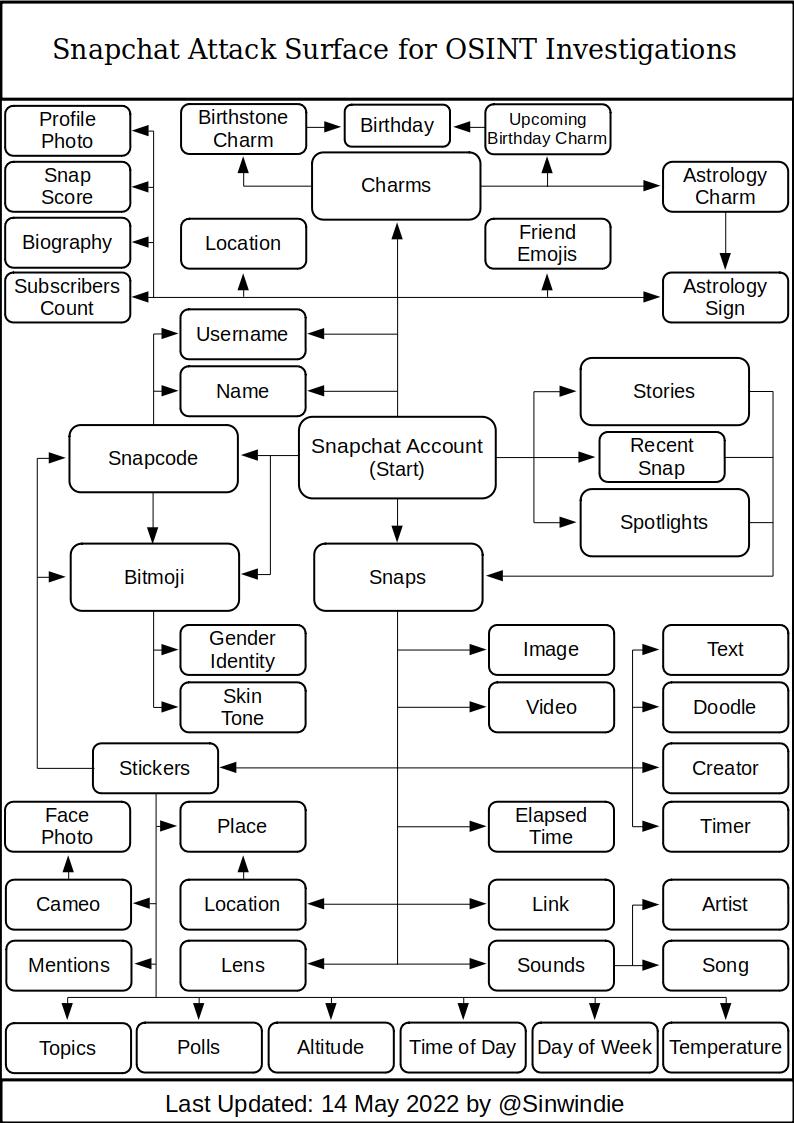 Snapchat Attack Surface for OSINT Investigations
Profile
Photo
Birthstone
Charm
Birthday
Upcoming
Birthday Charm
Snap
Score
Charms
Astrology
Charm
Biography
Location
Friend
Emojis
Subscribers
Count
Astrology
Sign
Username
Name
Stories
Snapcode
Snapchat Account
(Start)
Recent
Snap
Spotlights
Bitmoji
Snaps
Gender
Identity
Image
Text
Skin
Tone
Video
Doodle
Stickers
Creator
Face
Photo
Place
Elapsed
Time
Timer
Cameo
Location
Link
Artist
Mentions
Lens
Sounds
Song
Topics
Polls
Altitude
Time of Day
Day of Week
Temperature
Last Updated: 14 May 2022 by @Sinwindie